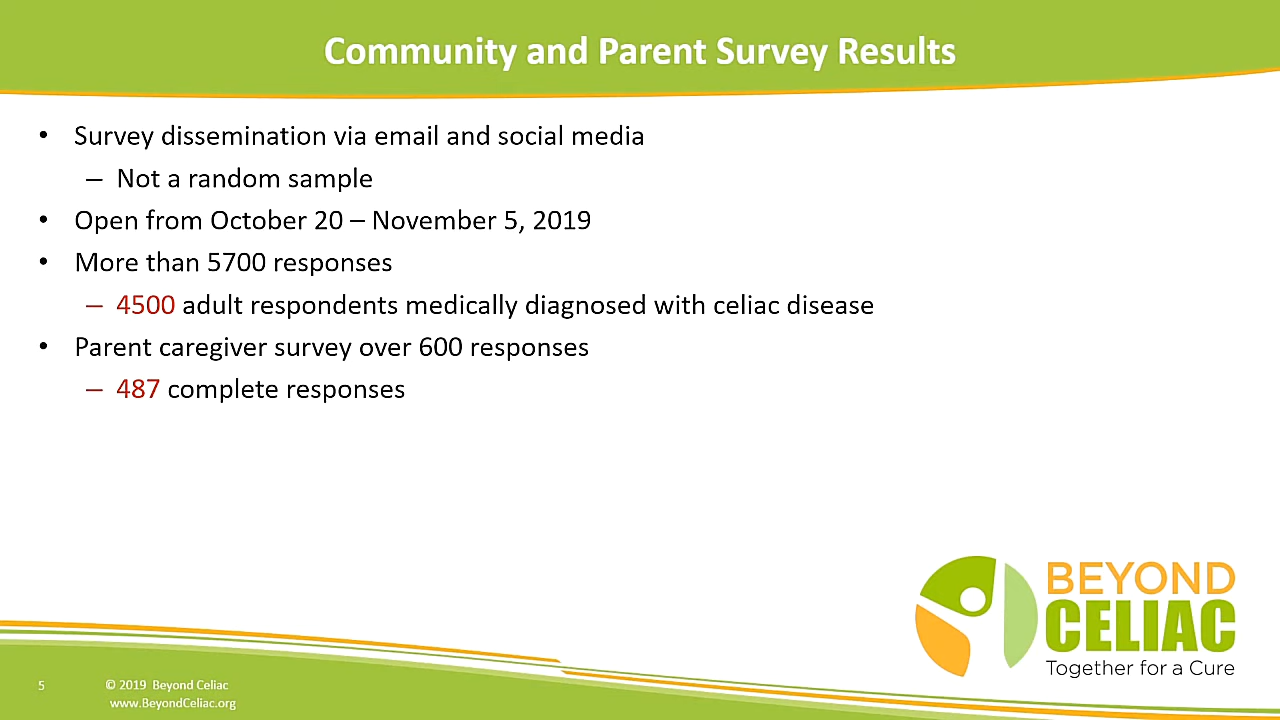 Community and Parent Survey Results
• Survey dissemination via email and social media
– Not a random sample
• Open from October 20 – November 5, 2019
• More than 5700 responses
– 4500 adult respondents medically diagnosed with celiac disease
• Parent caregiver survey over 600 responses
– 487 complete responses
BEYOND
CELIAC
Together for a Cure
5
© 2019 Beyond Celiac
www.BeyondCeliac.org